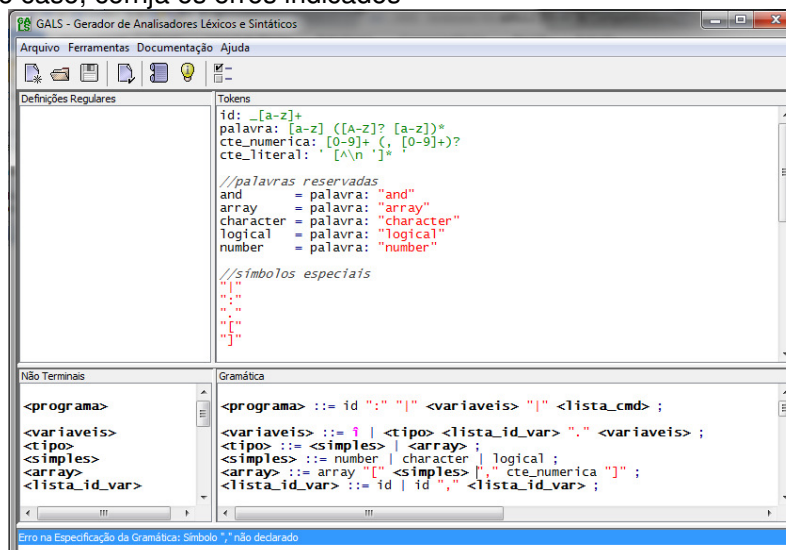 o caso, corrija os erros indicados
GALS - Gerador de Analisadores Léxicos e Sintáticos
Arquivo Ferramentas Documentação Ajuda
Definições Regulares
Tokens
id: _[a-z]+
palavra: [a-z] ([A-Z]? [a-z])*
cte_numerica: [0-9]+ (, [0-9]+)?
cte_literal: ' [^\n ']* '
//palavras reservadas
and = palavra: "and"
array = palavra: "array"
character = palavra: "character"
logical = palavra: "logical"
number = palavra: "number"
//símbolos especiais
"|"
":"
"."
"["
"]"
Não Terminais
<programa>
<variaveis>
<tipo>
<simples>
<array>
<lista_id_var>
Gramática
<programa> ::= id ":" "|" <variaveis> "|" <lista_cmd> ;
<variaveis> ::= î | <tipo> <lista_id_var> "." <variaveis> ;
<tipo> ::= <simples> | <array> ;
<simples> ::= number | character | logical ;
<array> ::= array "[" <simples> "," cte_numerica "]" ;
<lista_id_var> ::= id | id "," <lista_id_var> ;
Erro na Especificação da Gramática: Símbolo "," não declarado